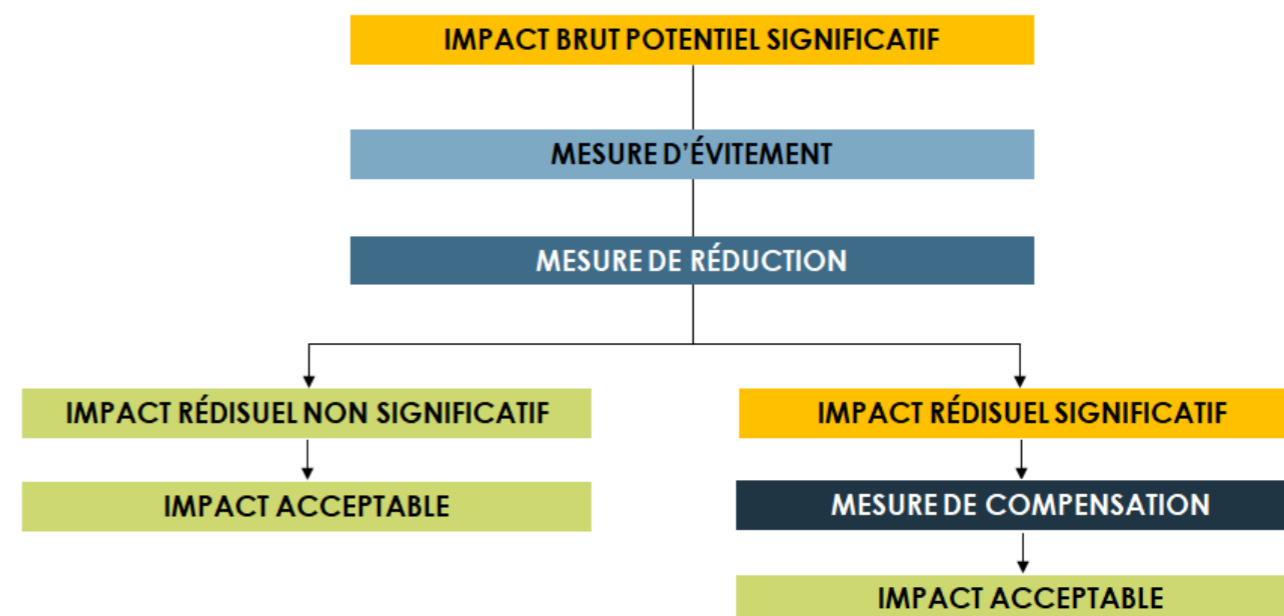 IMPACT BRUT POTENTIEL SIGNIFICATIF
MESURE D'ÉVITEMENT
MESURE DE RÉDUCTION
IMPACT RÉDISUEL NON SIGNIFICATIF
IMPACT RÉDISUEL SIGNIFICATIF
IMPACT ACCEPTABLE
MESURE DE COMPENSATION
IMPACT ACCEPTABLE